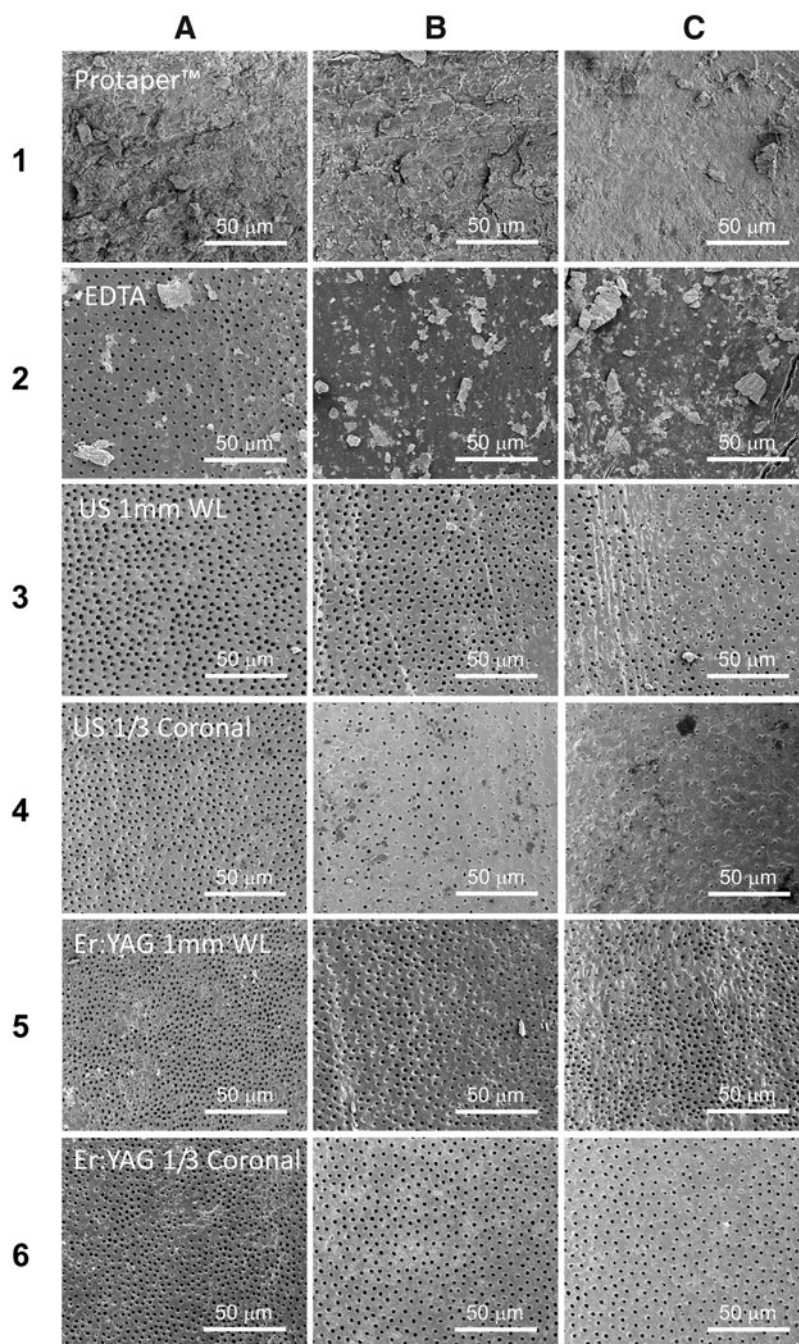 A B C
Protaper™
1
50 µm 50 µm 50 µm
EDTA
2
50 µm 50 µm 50 µm
US 1mm WL
3
50 µm 50 µm 50 µm
US 1/3 Coronal
4
50 µm 50 µm 50 µm
Er:YAG 1mm WL
5
50 µm 50 µm 50 µm
Er:YAG 1/3 Coronal
6
50 µm 50 µm 50 µm